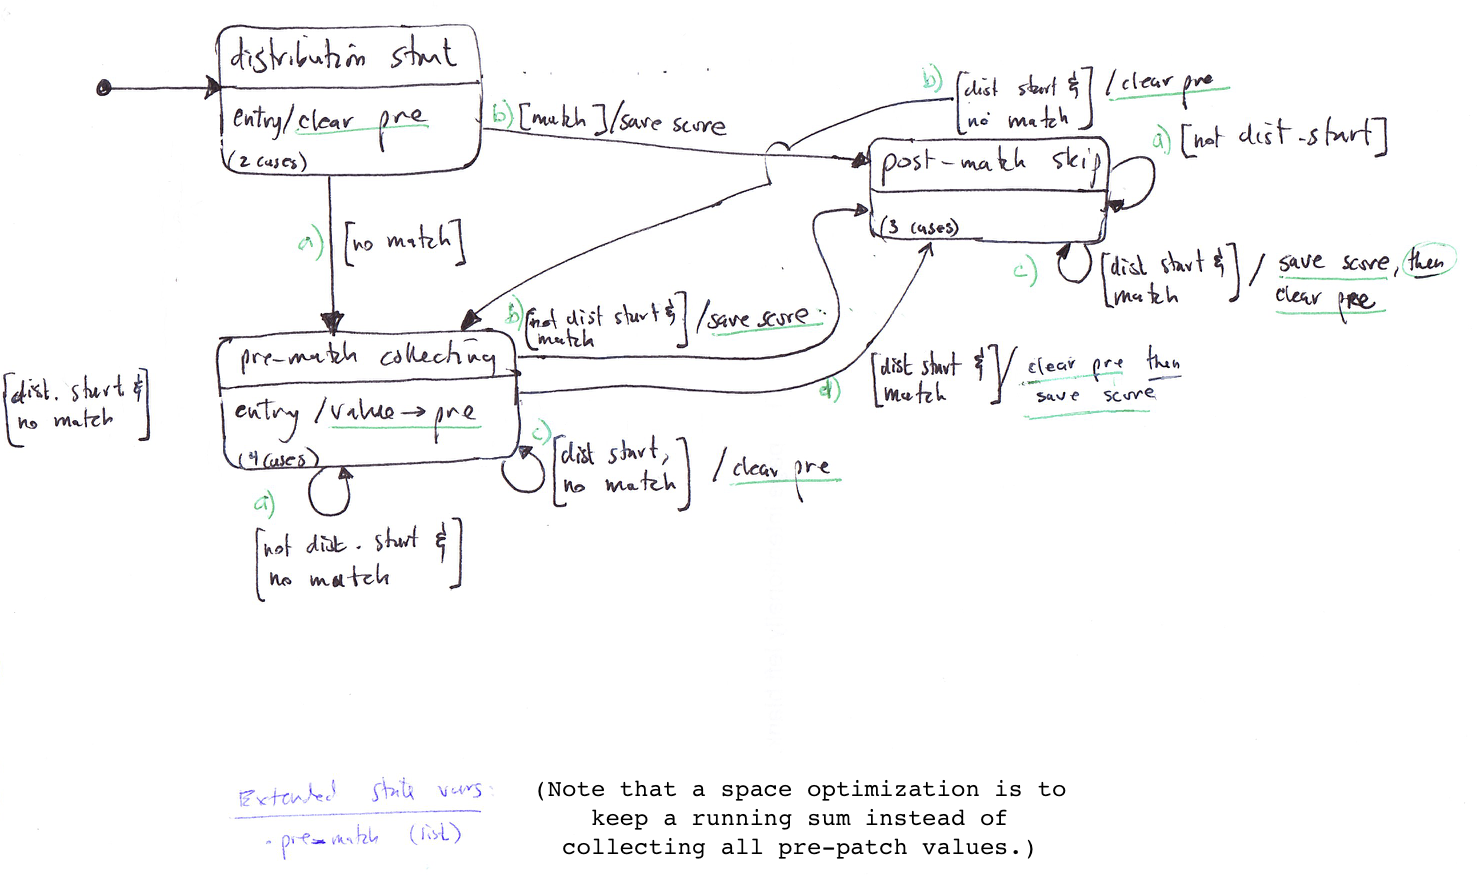 distribution start
entry/clear pre
(2 cases)
b) [match]/save score
b) [dist start &
no match] /clear pre
a) [not dist-start]
post-match skip
(3 cases)
a) [no match]
c) [dist start &
match] / save score, then
clear pre
b) [not dist start &
match] /save score
pre-match collecting
entry /value→pre
(4 cases)
[dist. start &
no match]
d) [dist start &
match] / clear pre then
save score
c) [dist start,
no match] /clear pre
a)
[not dist. start &
no match]
Extended state vars:
- pre-match (list)
(Note that a space optimization is to
keep a running sum instead of
collecting all pre-patch values.)